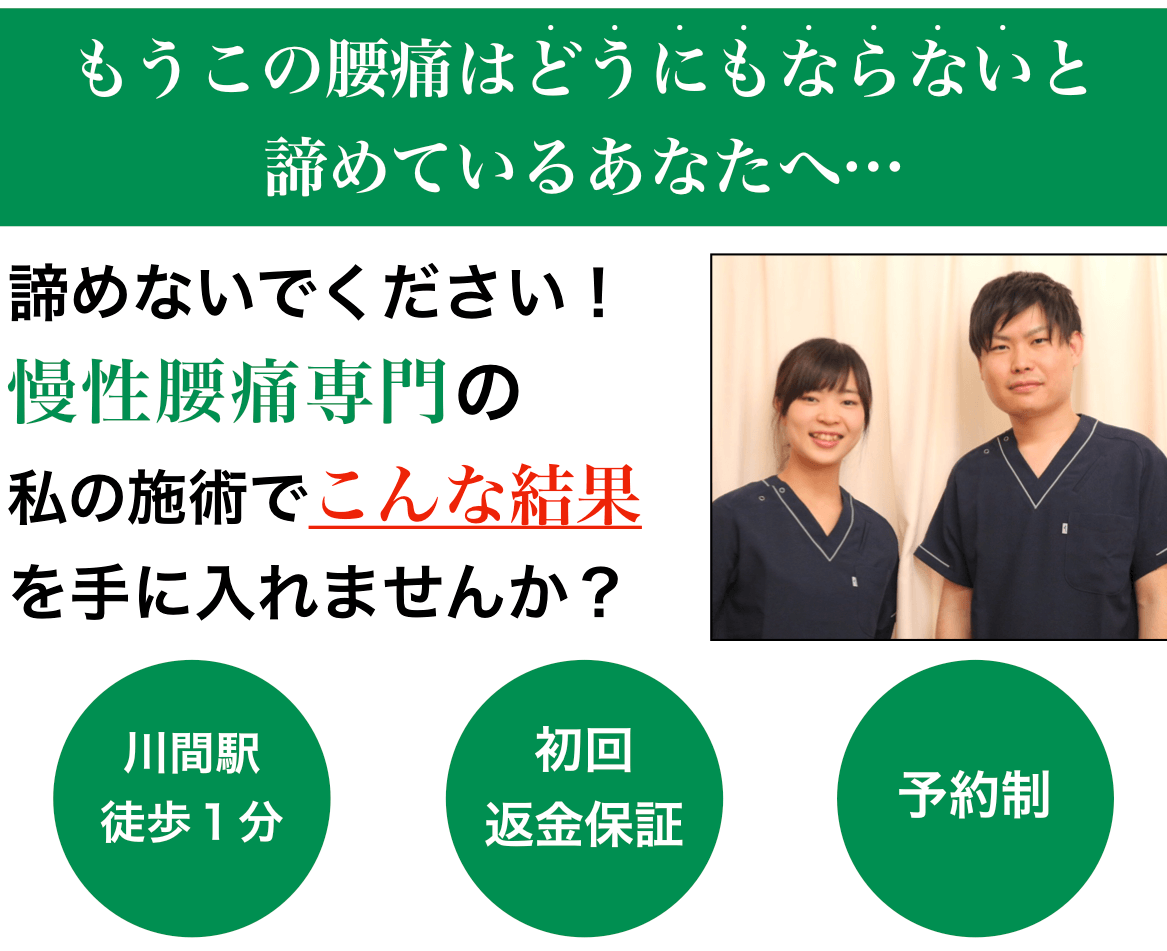 もうこの腰痛はどうにもならないと
諦めているあなたへ…
諦めないでください！
慢性腰痛専門の
私の施術でこんな結果
を手に入れませんか？
川間駅
徒歩１分
初回
返金保証
予約制